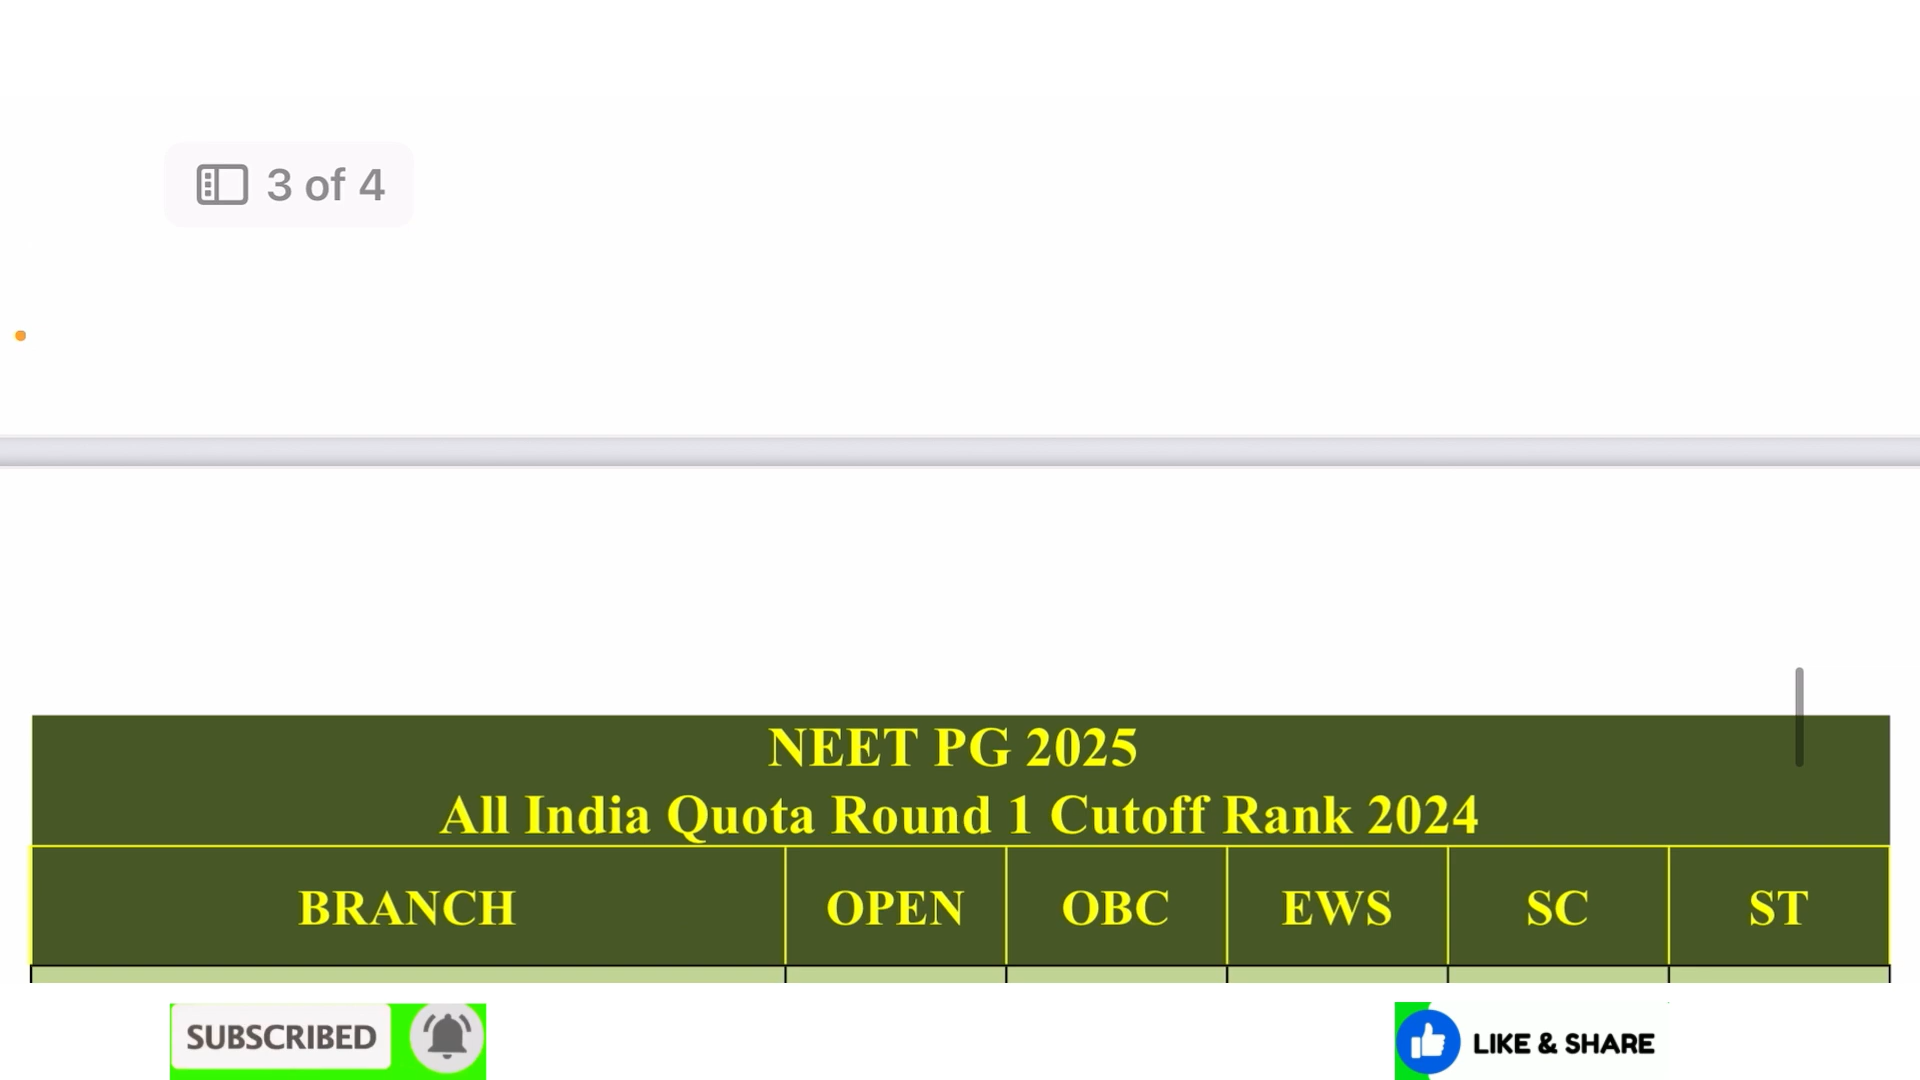 3 of 4
NEET PG 2025
All India Quota Round 1 Cutoff Rank 2024
BRANCH OPEN OBC EWS SC ST
SUBSCRIBED
LIKE & SHARE